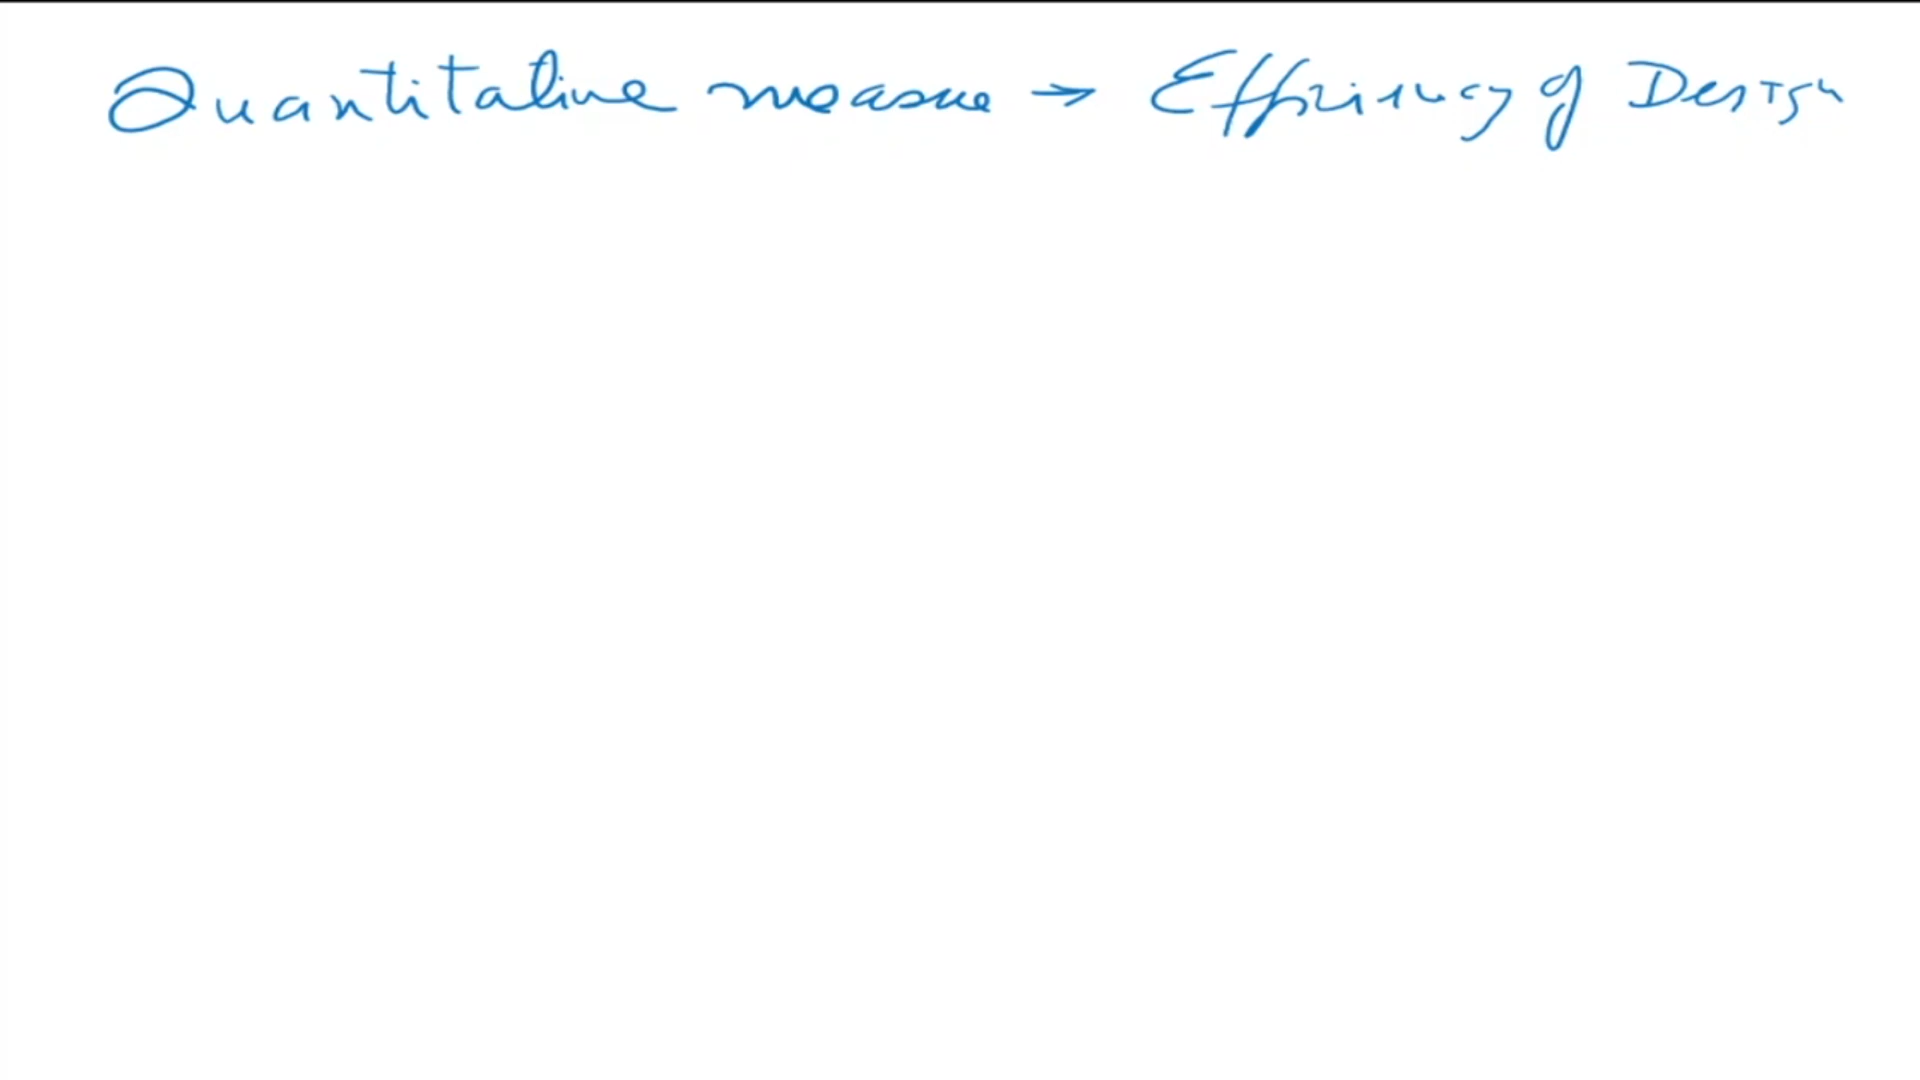 Quantitative measure → Efficiency of Design